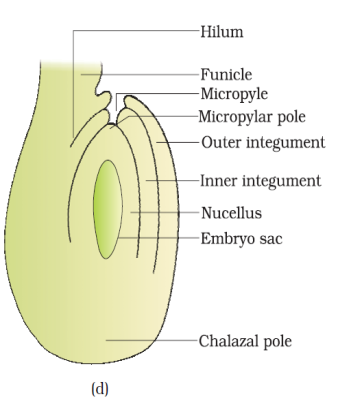 Hilum
Funicle
Micropyle
Micropylar pole
Outer integument
Inner integument
Nucellus
Embryo sac
Chalazal pole
(d)